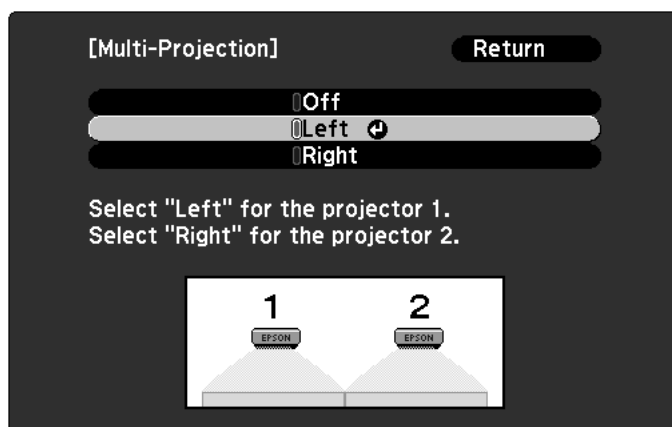 [Multi-Projection] Return
Off
Left
Right
Select "Left" for the projector 1.
Select "Right" for the projector 2.
1 2
EPSON EPSON